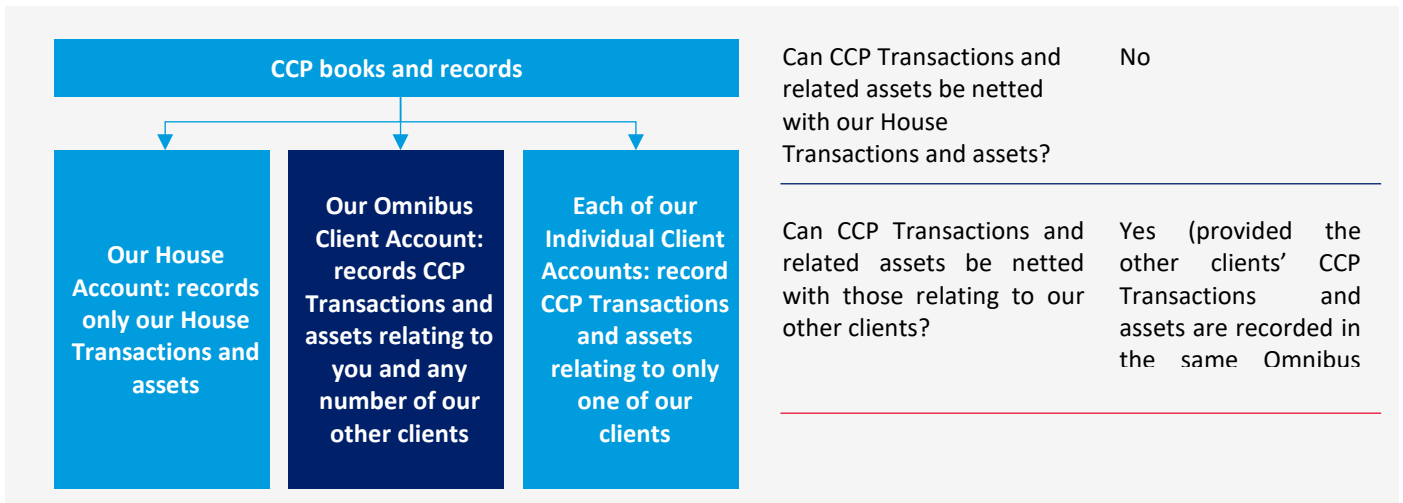 CCP books and records
Our House
Account: records
only our House
Transactions and
assets
Our Omnibus
Client Account:
records CCP
Transactions and
assets relating to
you and any
number of our
other clients
Each of our
Individual Client
Accounts: record
CCP Transactions
and assets
relating to only
one of our
clients
Can CCP Transactions and
related assets be netted
with our House
Transactions and assets?
No
Can CCP Transactions and
related assets be netted
with those relating to our
other clients?
Yes (provided the
other clients’ CCP
Transactions and
assets are recorded in
the same Omnibus